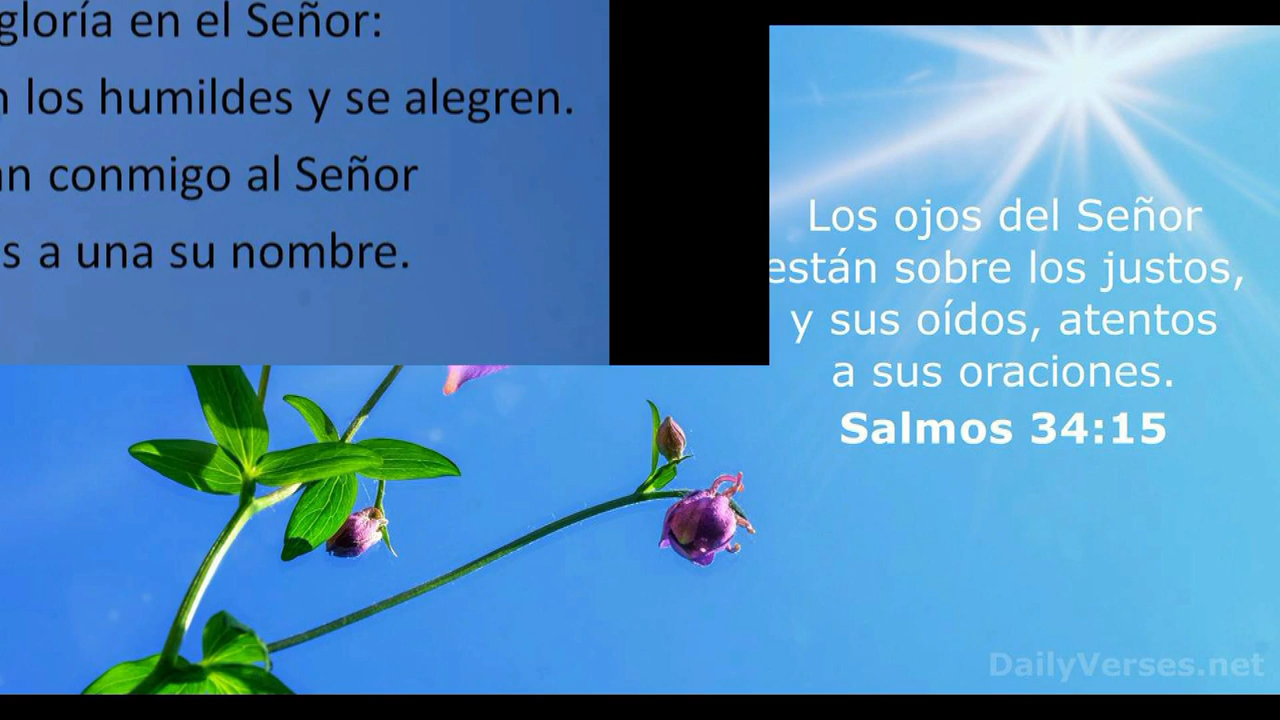 gloría en el Señor:
los humildes y se alegren.
conmigo al Señor
a una su nombre.
Los ojos del Señor
están sobre los justos,
y sus oídos, atentos
a sus oraciones.
Salmos 34:15
DailyVerses.net